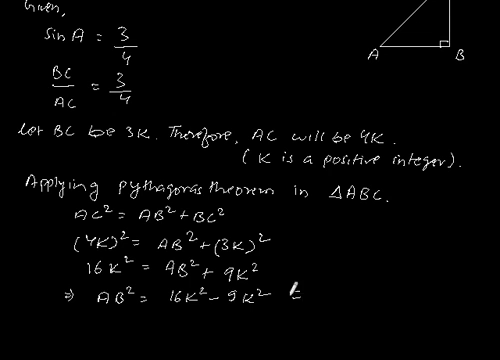 Given,
sin A = 3/4
BC/AC = 3/4
A B
Let BC be 3K. Therefore, AC will be 4K.
(K is a positive integer).
Applying pythagoras theorem in △ABC.
AC² = AB² + BC²
(4K)² = AB² + (3K)²
16K² = AB² + 9K²
⇒ AB² = 16K² - 9K² =